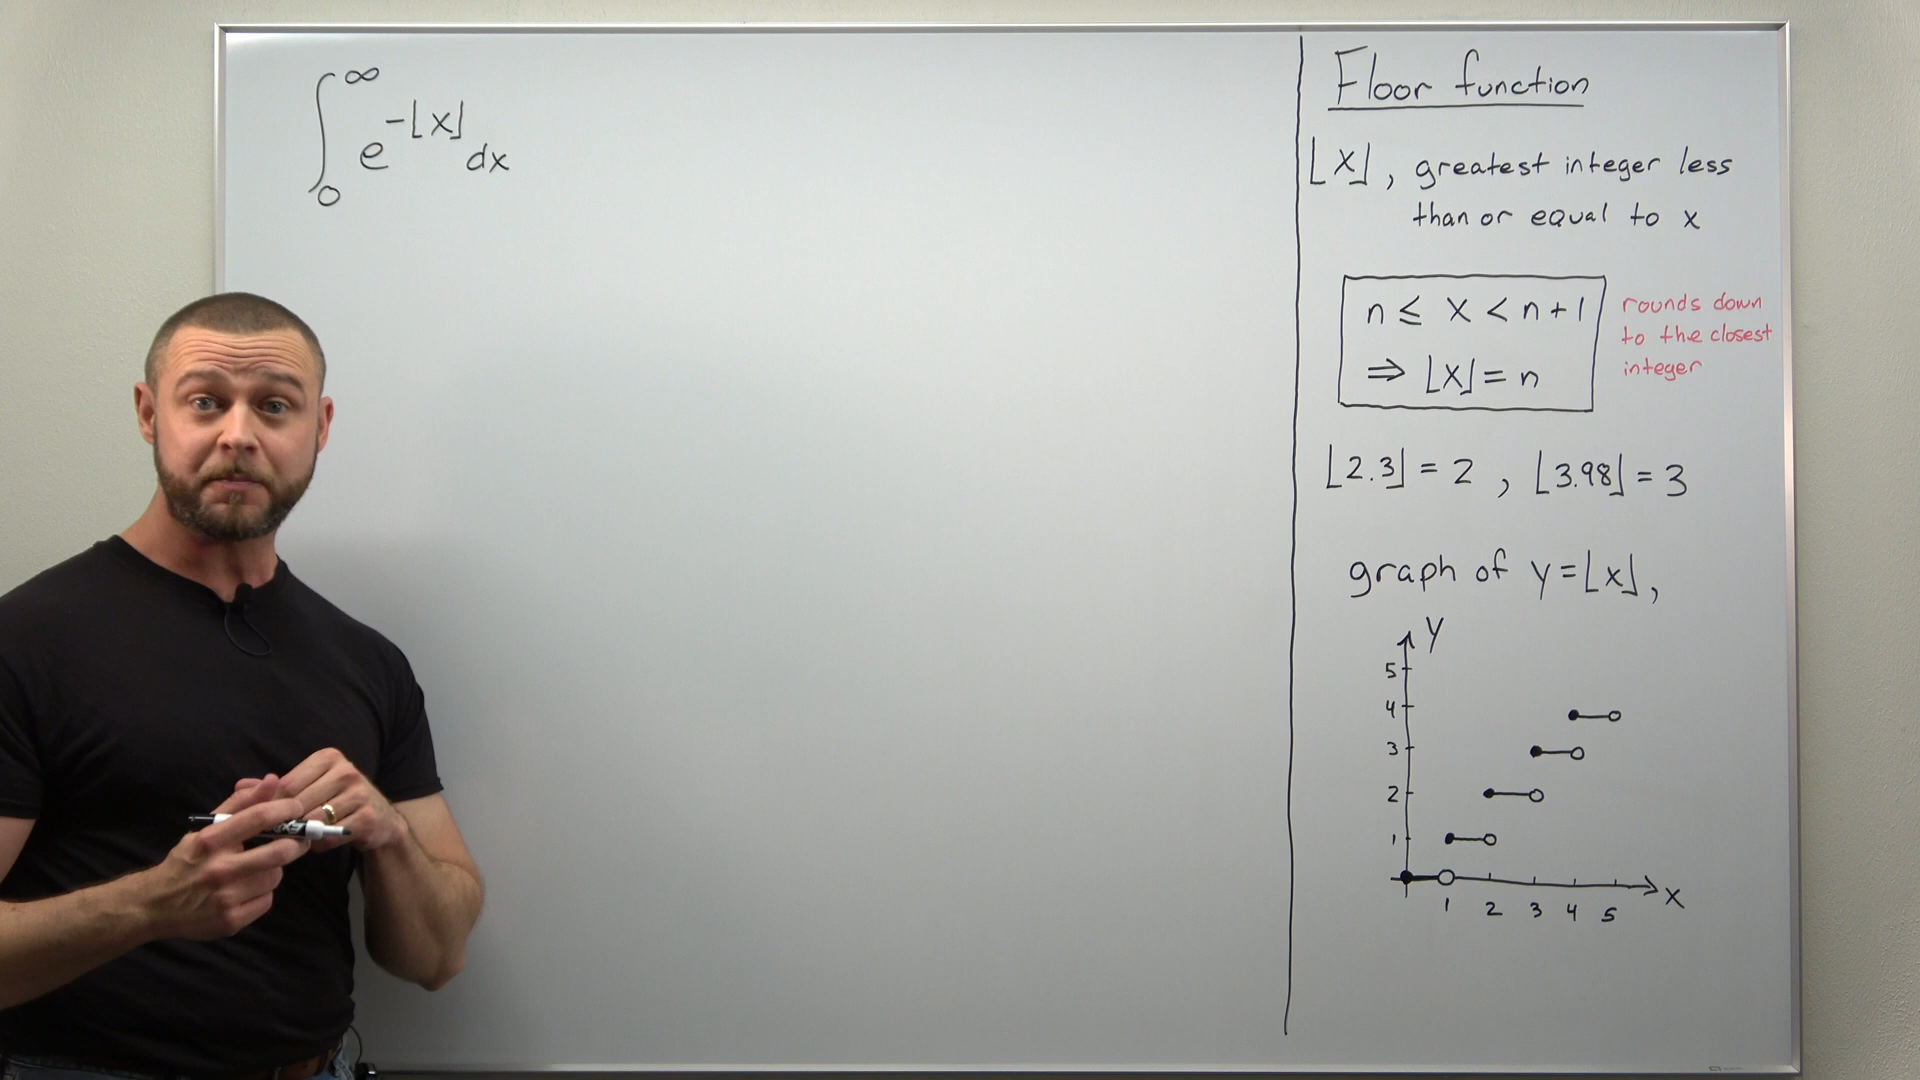 ∫₀^∞ e^{-⌊x⌋} dx
Floor function
⌊x⌋, greatest integer less
than or equal to x
n ≤ x < n+1
⇒ ⌊x⌋ = n
rounds down
to the closest
integer
⌊2.3⌋ = 2 , ⌊3.98⌋ = 3
graph of y=⌊x⌋,
y
5
4
3
2
1
x
1 2 3 4 5